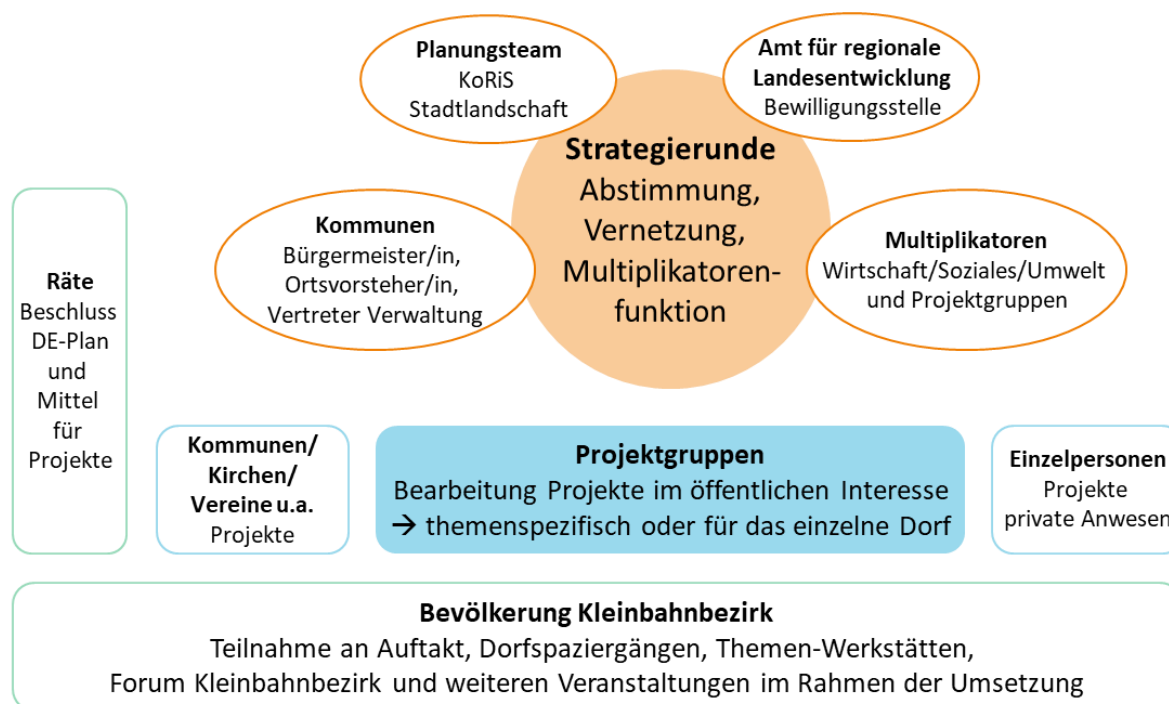 Planungsteam
KoRiS
Stadtlandschaft
Amt für regionale
Landesentwicklung
Bewilligungsstelle
Strategierunde
Abstimmung,
Vernetzung,
Multiplikatoren-
funktion
Kommunen
Bürgermeister/in,
Ortsvorsteher/in,
Vertreter Verwaltung
Multiplikatoren
Wirtschaft/Soziales/Umwelt
und Projektgruppen
Räte
Beschluss
DE-Plan
und
Mittel
für
Projekte
Kommunen/
Kirchen/
Vereine u.a.
Projekte
Projektgruppen
Bearbeitung Projekte im öffentlichen Interesse
→ themenspezifisch oder für das einzelne Dorf
Einzelpersonen
Projekte
private Anwesen
Bevölkerung Kleinbahnbezirk
Teilnahme an Auftakt, Dorfspaziergängen, Themen-Werkstätten,
Forum Kleinbahnbezirk und weiteren Veranstaltungen im Rahmen der Umsetzung